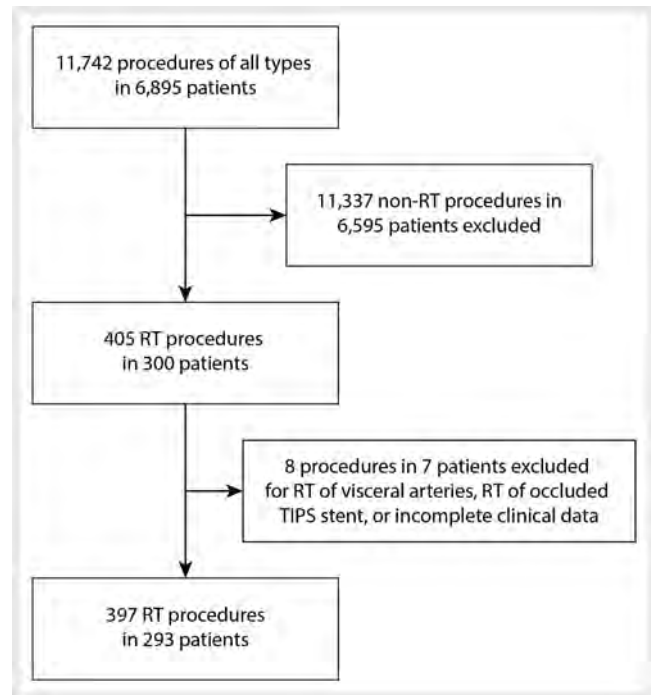 11,742 procedures of all types
in 6,895 patients
11,337 non-RT procedures in
6,595 patients excluded
405 RT procedures
in 300 patients
8 procedures in 7 patients excluded
for RT of visceral arteries, RT of occluded
TIPS stent, or incomplete clinical data
397 RT procedures
in 293 patients